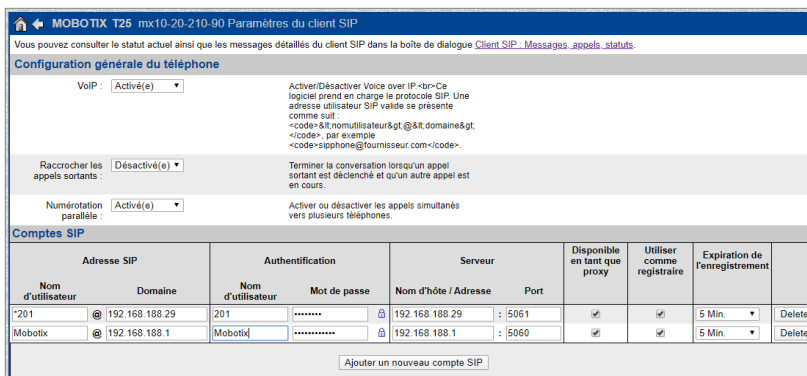 MOBOTIX T25 mx10-20-210-90 Paramètres du client SIP
Vous pouvez consulter le statut actuel ainsi que les messages détaillés du client SIP dans la boîte de dialogue Client SIP : Messages, appels, statuts.
Configuration générale du téléphone
VoIP : Activé(e)
Activer/Désactiver Voice over IP.<br>Ce
logiciel prend en charge le protocole SIP. Une
adresse utilisateur SIP valide se présente
comme suit :
<code>&lt;nomutilisateur&gt;@&lt;domaine&gt;
</code>, par exemple
<code>sipphone@fournisseur.com</code>.
Raccrocher les
appels sortants :
Désactivé(e)
Terminer la conversation lorsqu'un appel
sortant est déclenché et qu'un autre appel est
en cours.
Numérotation
parallèle :
Activé(e)
Activer ou désactiver les appels simultanés
vers plusieurs téléphones.
Comptes SIP
Adresse SIP
Authentification
Serveur
Disponible
en tant que
proxy
Utiliser
comme
registraire
Expiration de
l'enregistrement
Nom
d'utilisateur
Domaine
Nom
d'utilisateur
Mot de passe
Nom d'hôte / Adresse
Port
*201 @ 192.168.188.29 201 •••••••• 192.168.188.29 : 5061 5 Min. Delete
Mobotix @ 192.168.188.1 Mobotix •••••••••••• 192.168.188.1 : 5060 5 Min. Delete
Ajouter un nouveau compte SIP